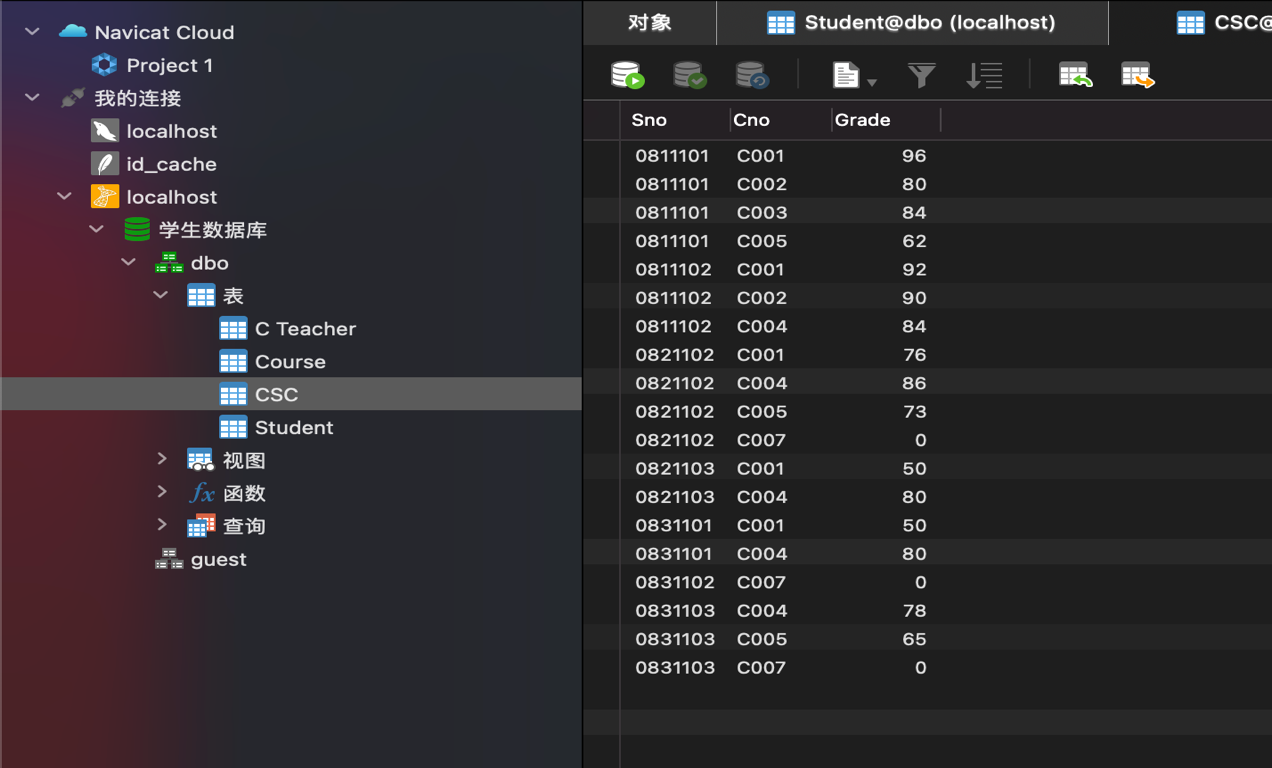 Navicat Cloud
Project 1
我的连接
localhost
id_cache
localhost
学生数据库
dbo
表
C Teacher
Course
CSC
Student
视图
fx 函数
查询
guest
对象 Student@dbo (localhost) CSC@
Sno Cno Grade
0811101 C001 96
0811101 C002 80
0811101 C003 84
0811101 C005 62
0811102 C001 92
0811102 C002 90
0811102 C004 84
0821102 C001 76
0821102 C004 86
0821102 C005 73
0821102 C007 0
0821103 C001 50
0821103 C004 80
0831101 C001 50
0831101 C004 80
0831102 C007 0
0831103 C004 78
0831103 C005 65
0831103 C007 0